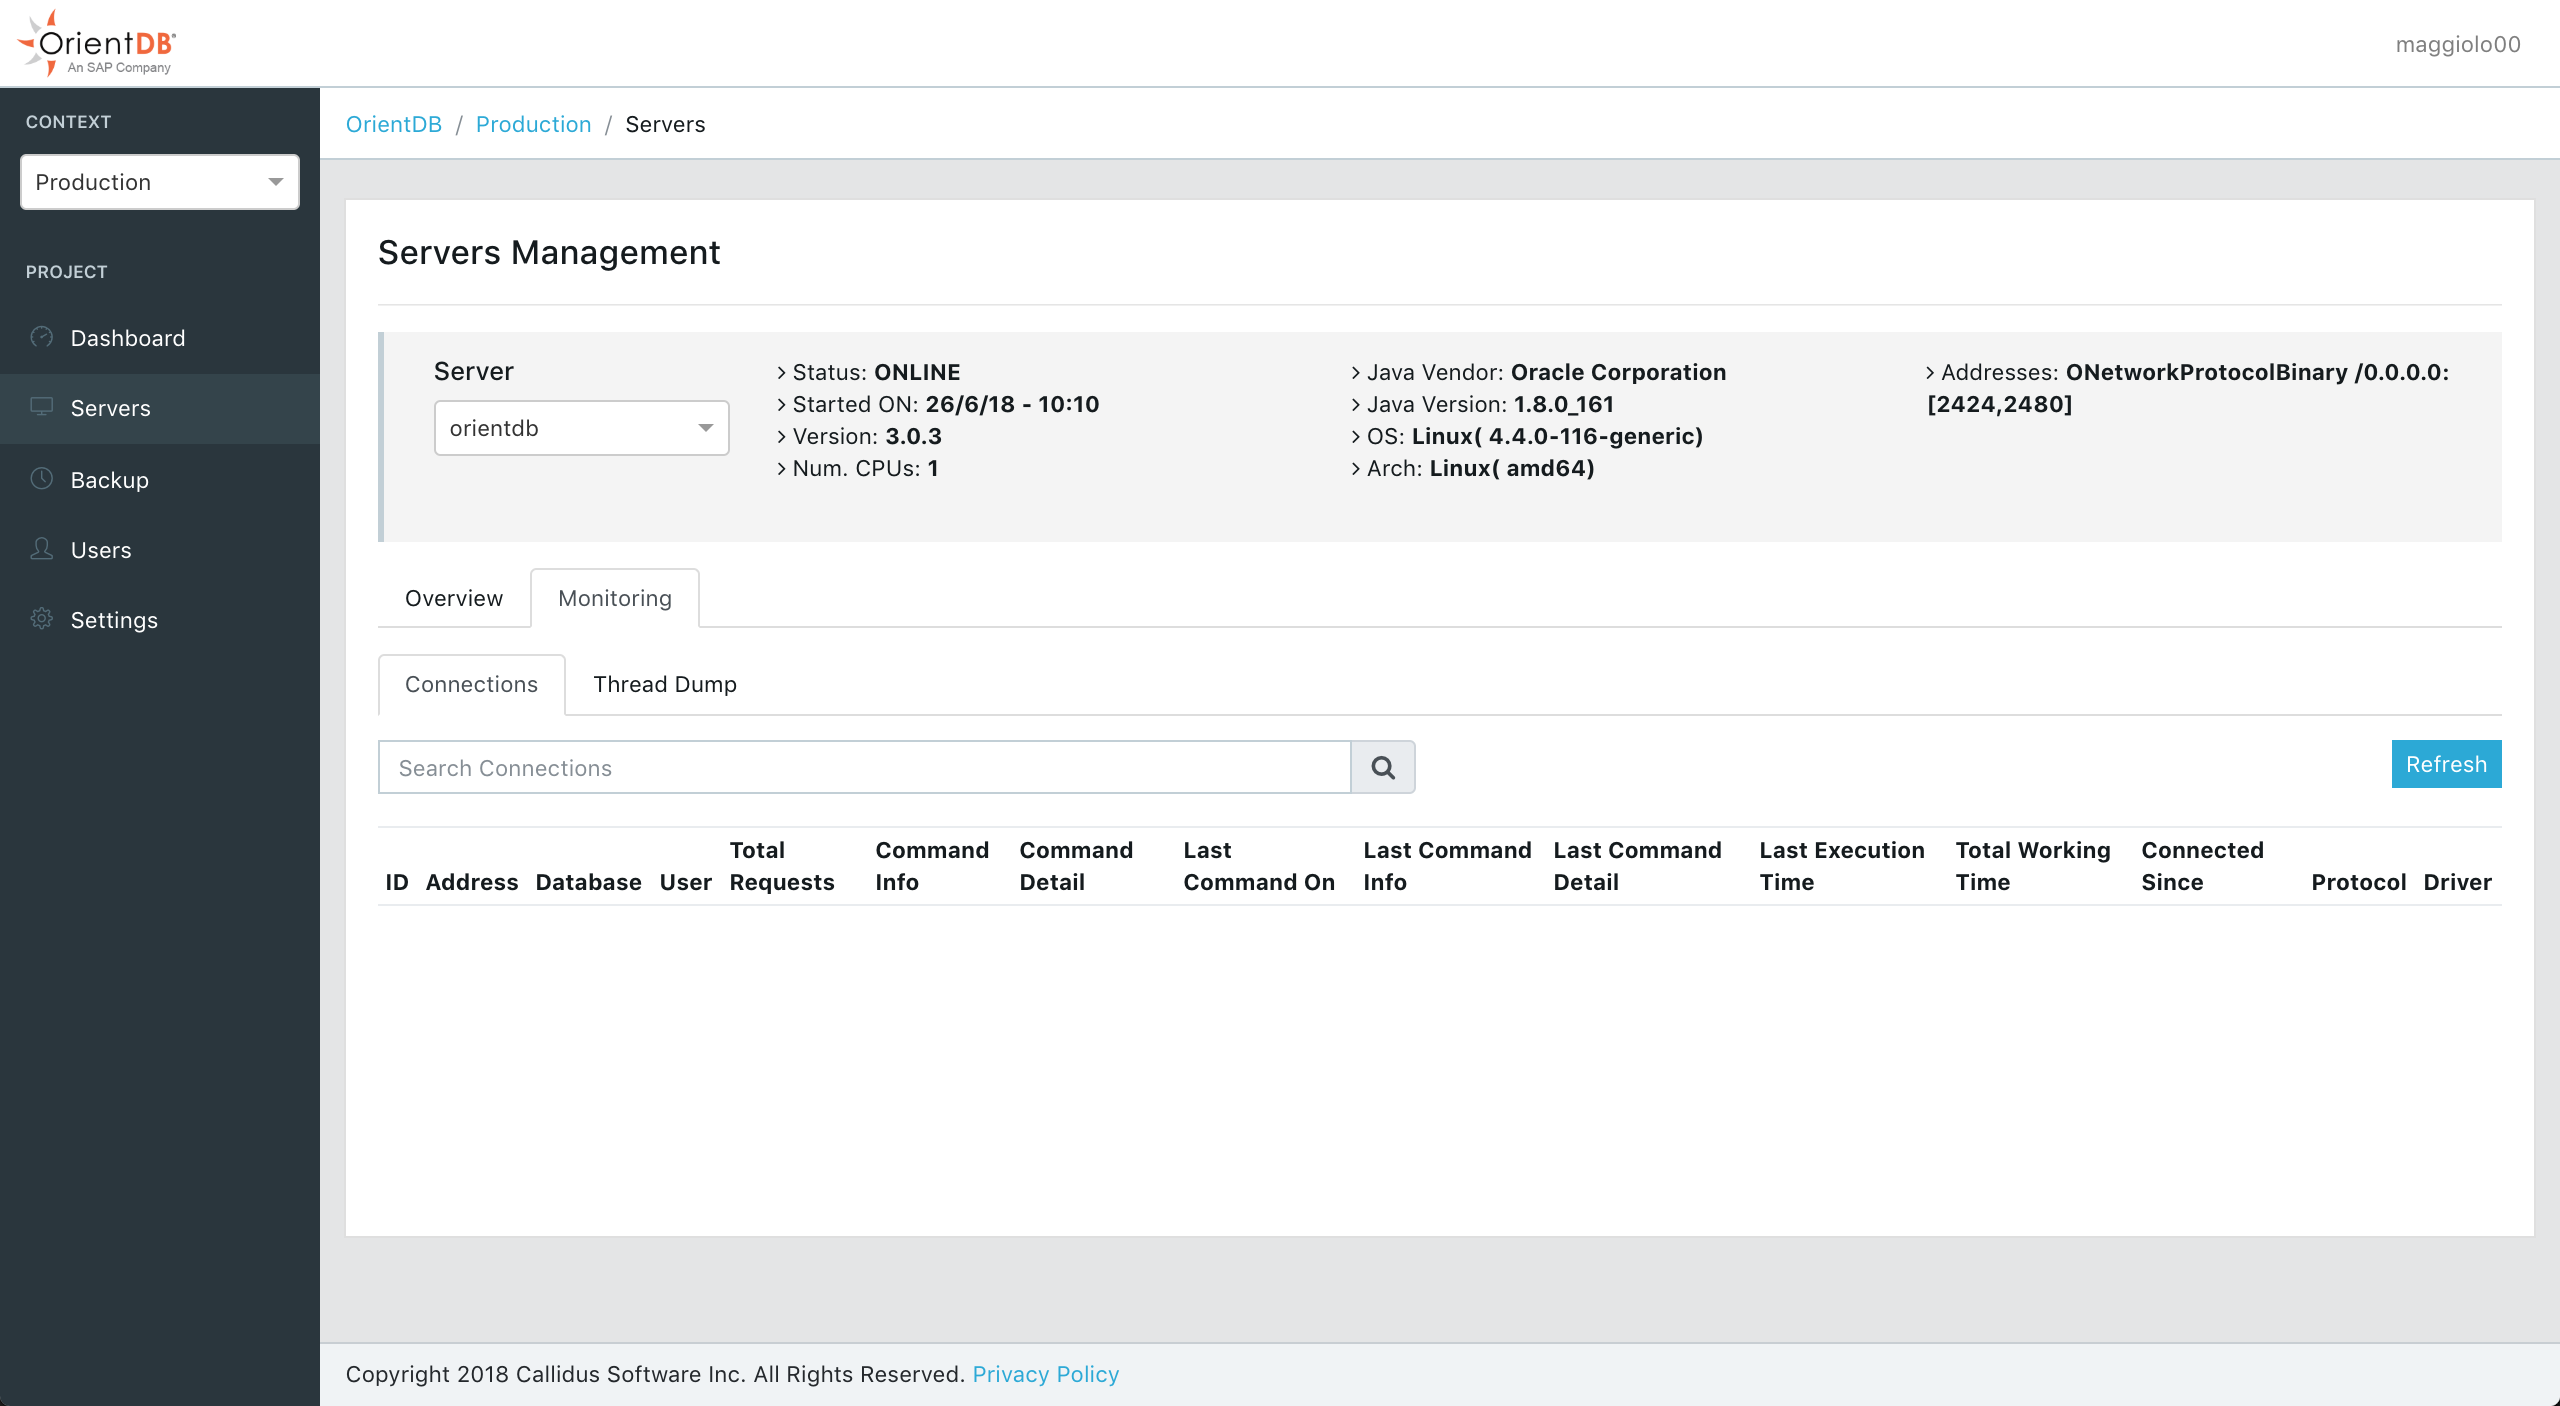 OrientDB®
An SAP Company
maggiolo00
CONTEXT
Production
PROJECT
Dashboard
Servers
Backup
Users
Settings
OrientDB / Production / Servers
Servers Management
Server
orientdb
> Status: ONLINE
> Started ON: 26/6/18 - 10:10
> Version: 3.0.3
> Num. CPUs: 1
> Java Vendor: Oracle Corporation
> Java Version: 1.8.0_161
> OS: Linux( 4.4.0-116-generic)
> Arch: Linux( amd64)
> Addresses: ONetworkProtocolBinary /0.0.0.0:
[2424,2480]
Overview
Monitoring
Connections
Thread Dump
Search Connections
Refresh
ID
Address
Database
User
Total
Requests
Command
Info
Command
Detail
Last
Command On
Last Command
Info
Last Command
Detail
Last Execution
Time
Total Working
Time
Connected
Since
Protocol
Driver
Copyright 2018 Callidus Software Inc. All Rights Reserved. Privacy Policy